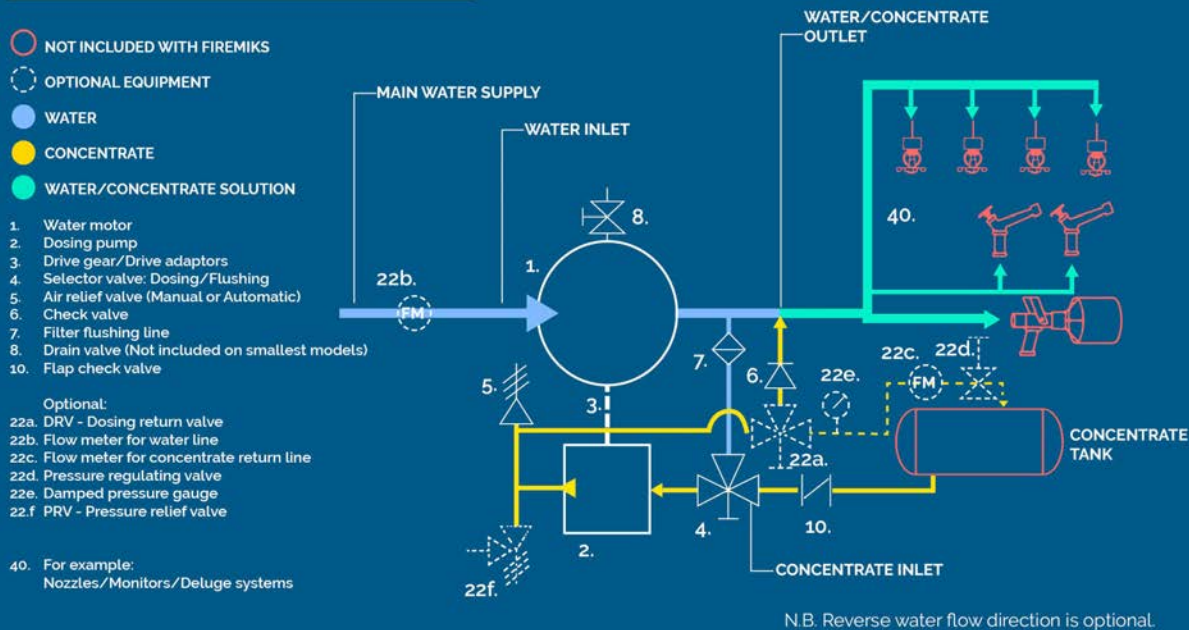 NOT INCLUDED WITH FIREMIKS
OPTIONAL EQUIPMENT
WATER
CONCENTRATE
WATER/CONCENTRATE SOLUTION
1. Water motor
2. Dosing pump
3. Drive gear/Drive adaptors
4. Selector valve: Dosing/Flushing
5. Air relief valve (Manual or Automatic)
6. Check valve
7. Filter flushing line
8. Drain valve (Not included on smallest models)
10. Flap check valve
Optional:
22a. DRV - Dosing return valve
22b. Flow meter for water line
22c. Flow meter for concentrate return line
22d. Pressure regulating valve
22e. Damped pressure gauge
22.f PRV - Pressure relief valve
40. For example:
Nozzles/Monitors/Deluge systems
WATER/CONCENTRATE
OUTLET
MAIN WATER SUPPLY
WATER INLET
8.
40.
1.
22b.
FM
7.
6.
22c.
22d.
22e.
FM
5.
3.
22a.
CONCENTRATE
TANK
4.
10.
2.
22f.
CONCENTRATE INLET
N.B. Reverse water flow direction is optional.